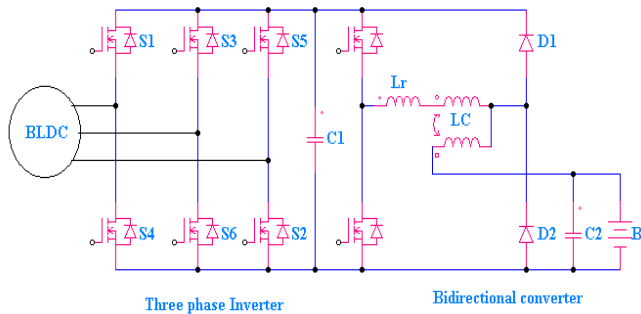 S1
S3
S5
D1
Lr
LC
BLDC
C1
S4
S6
S2
D2
C2
B
Three phase Inverter
Bidirectional converter